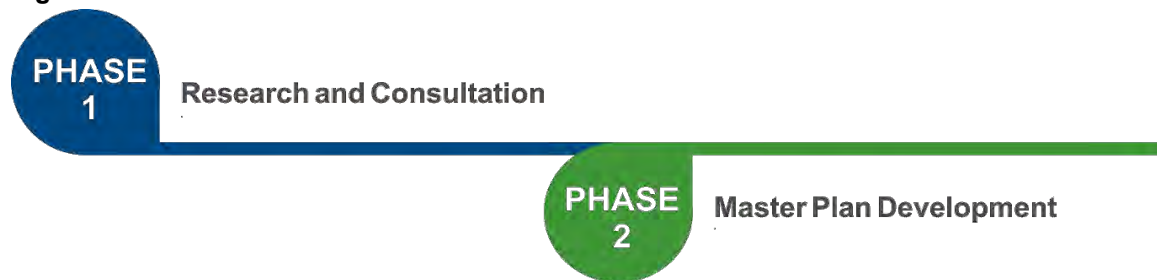 PHASE
1
Research and Consultation
PHASE
2
Master Plan Development